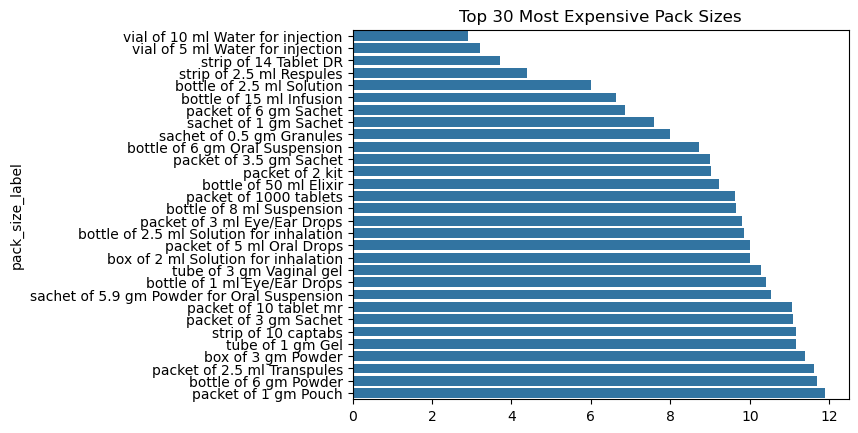 Top 30 Most Expensive Pack Sizes
pack_size_label
vial of 10 ml Water for injection
vial of 5 ml Water for injection
strip of 14 Tablet DR
strip of 2.5 ml Respules
bottle of 2.5 ml Solution
bottle of 15 ml Infusion
packet of 6 gm Sachet
sachet of 1 gm Sachet
sachet of 0.5 gm Granules
bottle of 6 gm Oral Suspension
packet of 3.5 gm Sachet
packet of 2 kit
bottle of 50 ml Elixir
packet of 1000 tablets
bottle of 8 ml Suspension
packet of 3 ml Eye/Ear Drops
bottle of 2.5 ml Solution for inhalation
packet of 5 ml Oral Drops
box of 2 ml Solution for inhalation
tube of 3 gm Vaginal gel
bottle of 1 ml Eye/Ear Drops
sachet of 5.9 gm Powder for Oral Suspension
packet of 10 tablet mr
packet of 3 gm Sachet
strip of 10 captabs
tube of 1 gm Gel
box of 3 gm Powder
packet of 2.5 ml Transpules
bottle of 6 gm Powder
packet of 1 gm Pouch
0 2 4 6 8 10 12